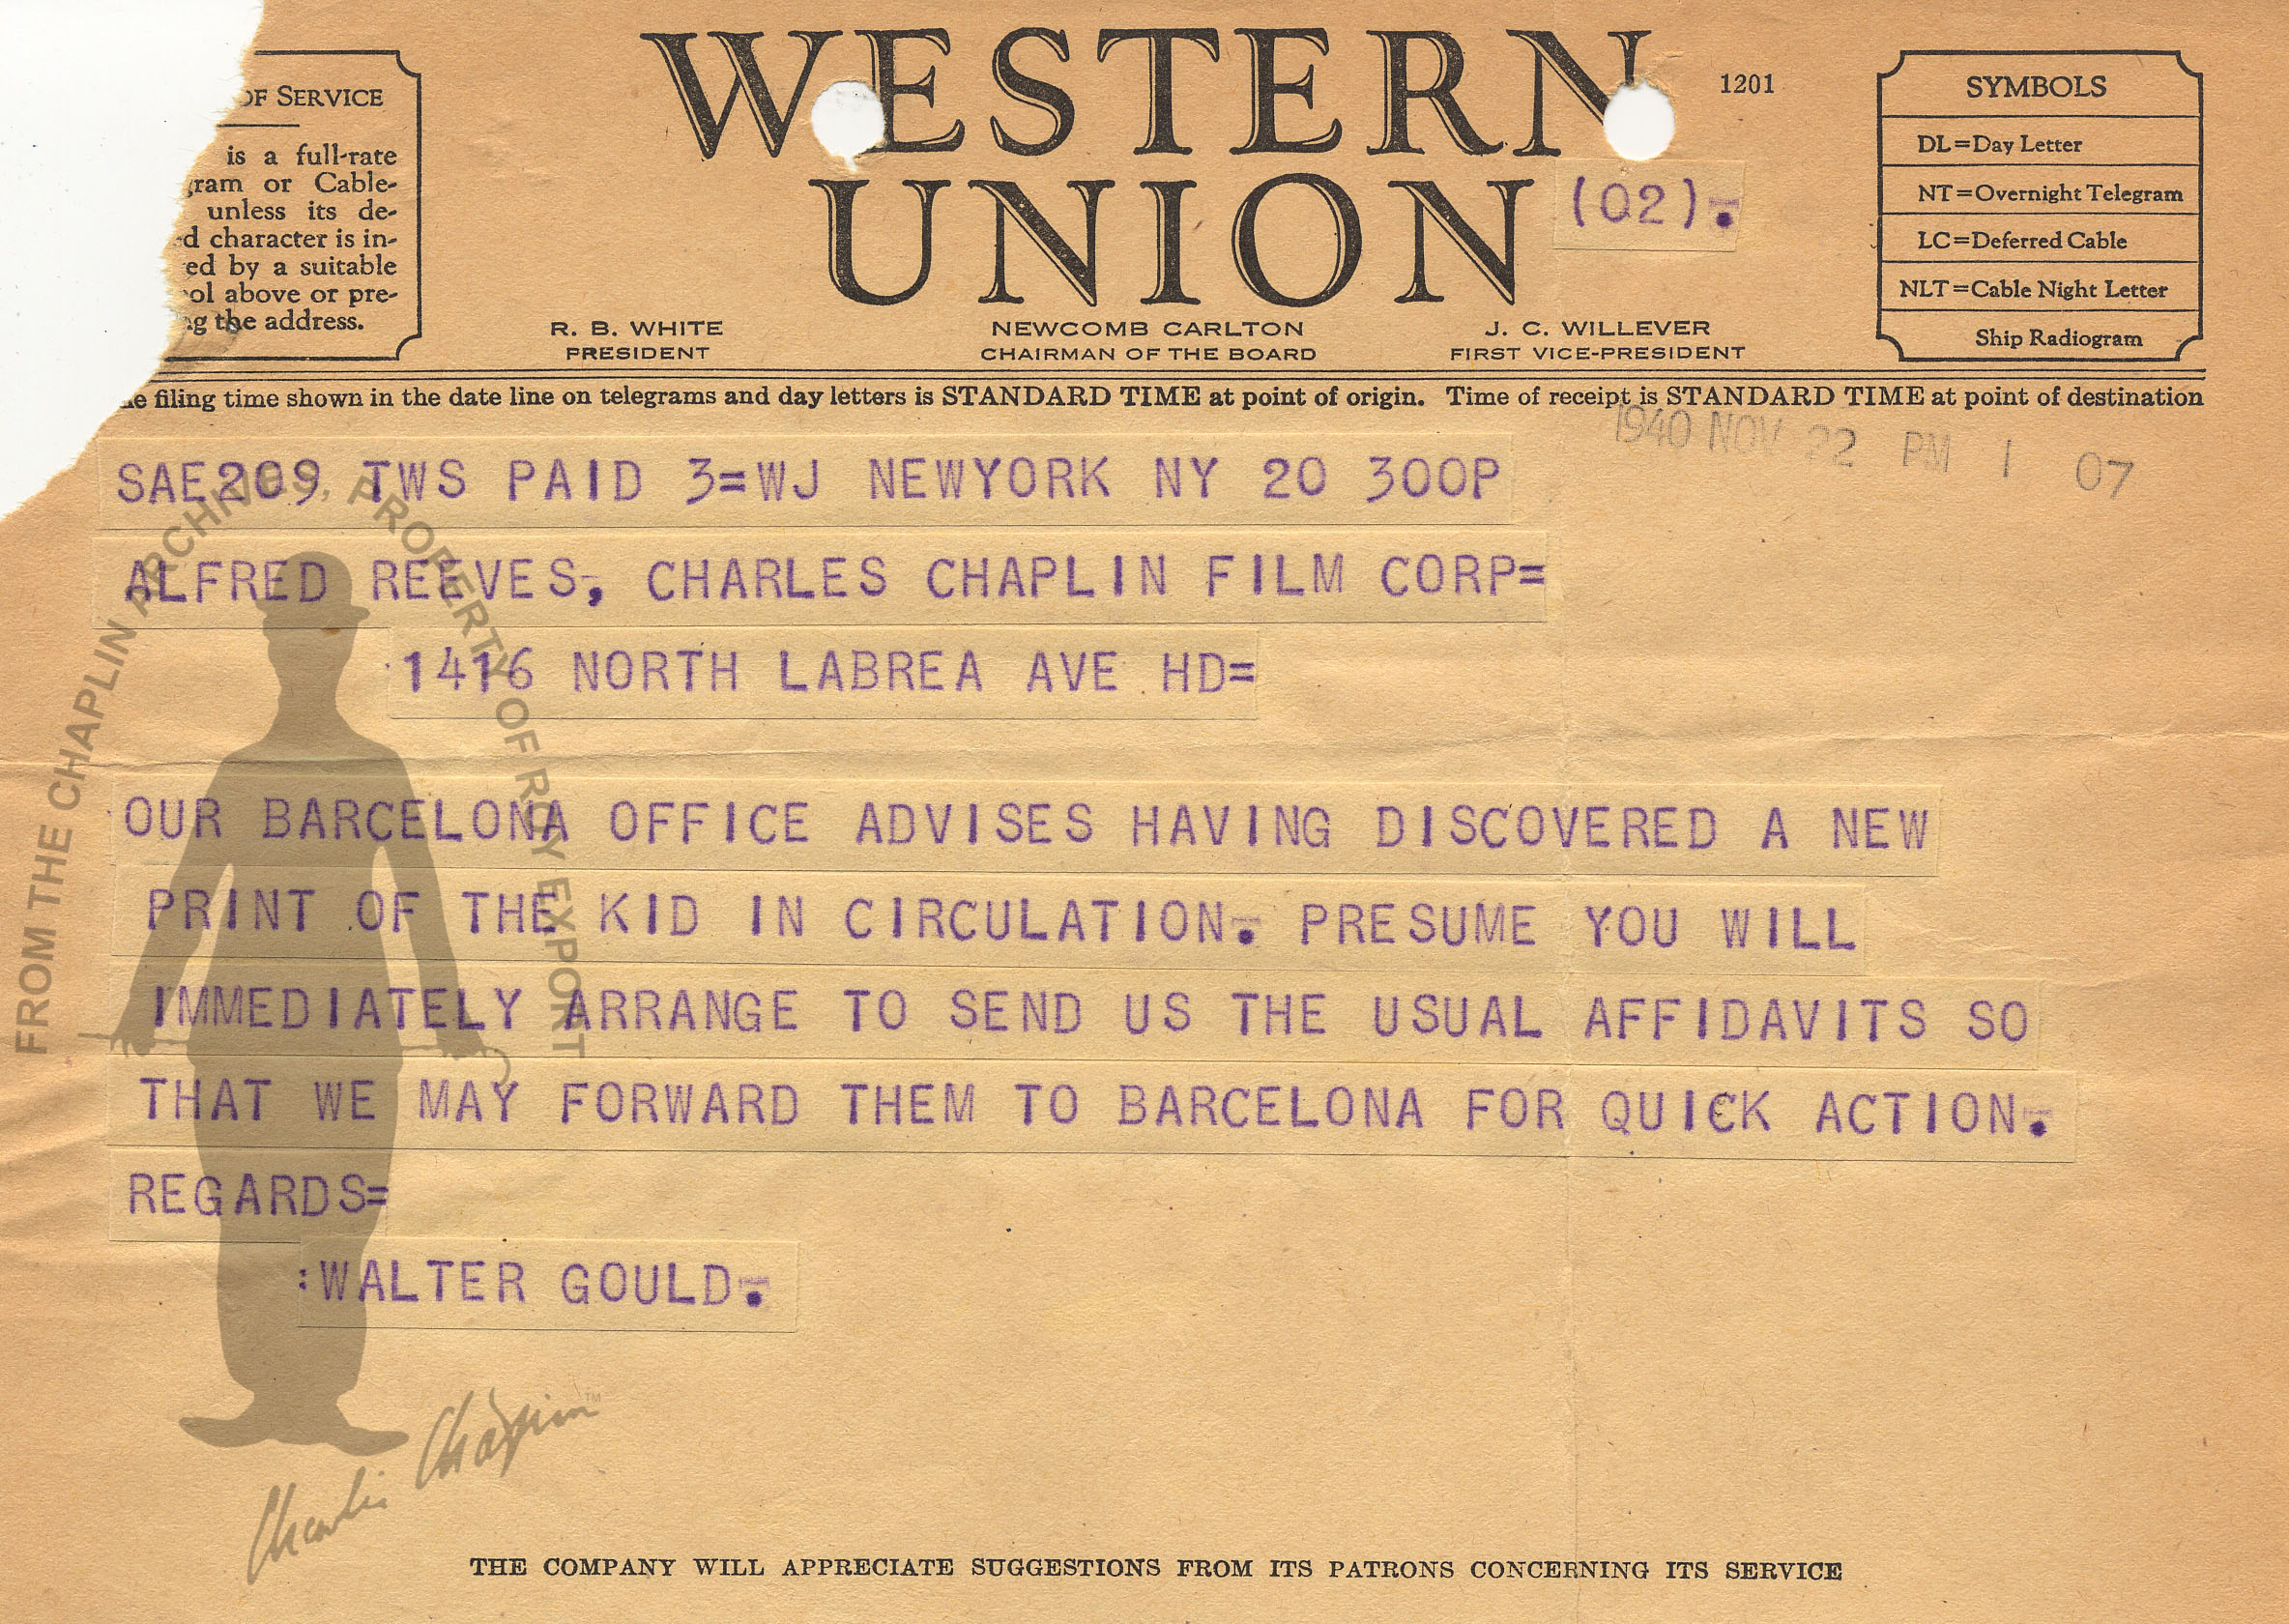 WESTERN
UNION
1201
(02).
OF SERVICE
is a full-rate
or Cable-
unless its de-
character is in-
by a suitable
above or pre-
the address.
SYMBOLS
DL=Day Letter
NT=Overnight Telegram
LC=Deferred Cable
NLT=Cable Night Letter
Ship Radiogram
R. B. WHITE
PRESIDENT
NEWCOMB CARLTON
CHAIRMAN OF THE BOARD
J. C. WILLEVER
FIRST VICE-PRESIDENT
filing time shown in the date line on telegrams and day letters is STANDARD TIME at point of origin. Time of receipt is STANDARD TIME at point of destination
1940 NOV 22 PM 1 07
SAE209 TWS PAID 3=WJ NEWYORK NY 20 300P
ALFRED REEVES, CHARLES CHAPLIN FILM CORP=
1416 NORTH LABREA AVE HD=
OUR BARCELONA OFFICE ADVISES HAVING DISCOVERED A NEW
PRINT OF THE KID IN CIRCULATION. PRESUME YOU WILL
IMMEDIATELY ARRANGE TO SEND US THE USUAL AFFIDAVITS SO
THAT WE MAY FORWARD THEM TO BARCELONA FOR QUICK ACTION.
REGARDS=
:WALTER GOULD.
FROM THE CHAPLIN ARCHIVES, PROPERTY OF ROY EXPORT
Charlie Chaplin™
THE COMPANY WILL APPRECIATE SUGGESTIONS FROM ITS PATRONS CONCERNING ITS SERVICE